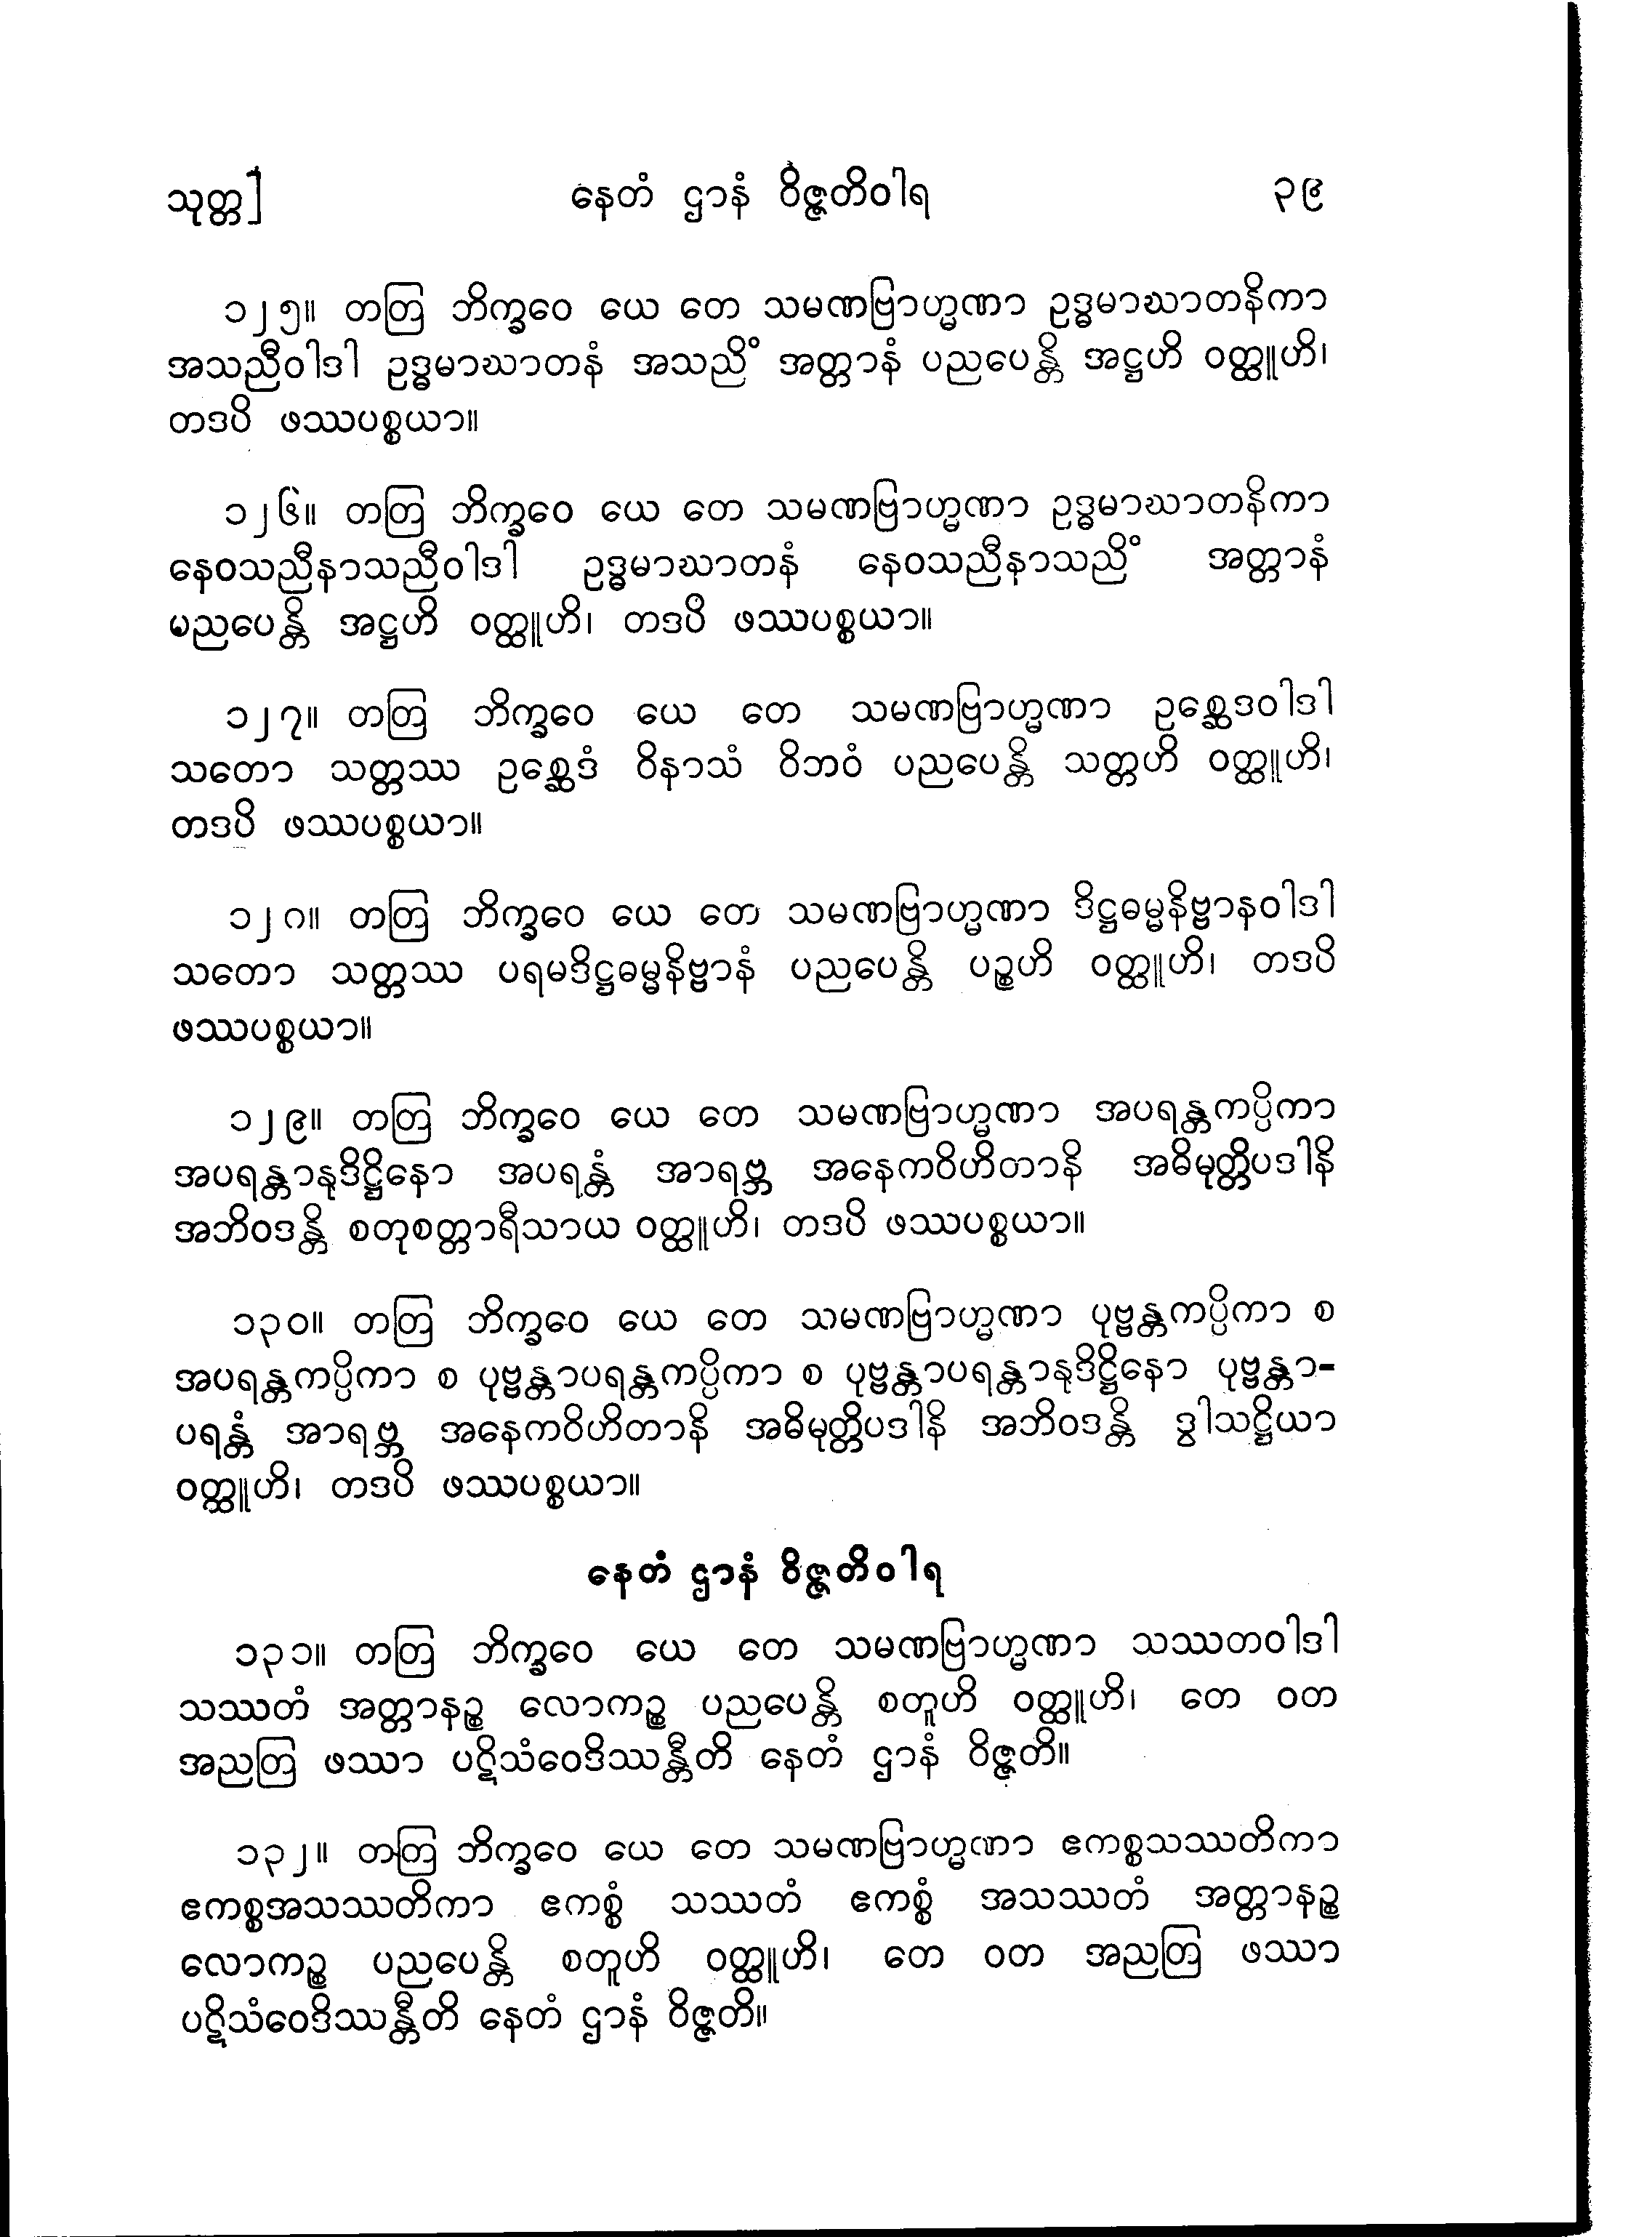 သုတ္တ] နေတံ ဌာနံ ဝိဇ္ဇတိဝါရ ၃၉
၁၂၅။ တတြ ဘိက္ခဝေ ယေ တေ သမဏဗြာဟ္မဏာ ဥဒ္ဓမာဃာတနိကာ
အသညီဝါဒါ ဥဒ္ဓမာဃာတနံ အသညိံ အတ္တာနံ ပညပေန္တိ အဋ္ဌဟိ ဝတ္ထူဟိ၊
တဒပိ ဖဿပစ္စယာ။
၁၂၆။ တတြ ဘိက္ခဝေ ယေ တေ သမဏဗြာဟ္မဏာ ဥဒ္ဓမာဃာတနိကာ
နေဝသညီနာသညီဝါဒါ ဥဒ္ဓမာဃာတနံ နေဝသညီနာသညိံ အတ္တာနံ
မညပေန္တိ အဋ္ဌဟိ ဝတ္ထူဟိ၊ တဒပိ ဖဿပစ္စယာ။
၁၂၇။ တတြ ဘိက္ခဝေ ယေ တေ သမဏဗြာဟ္မဏာ ဥစ္ဆေဒဝါဒါ
သတော သတ္တဿ ဥစ္ဆေဒံ ဝိနာသံ ဝိဘဝံ ပညပေန္တိ သတ္တဟိ ဝတ္ထူဟိ၊
တဒပိ ဖဿပစ္စယာ။
၁၂၈။ တတြ ဘိက္ခဝေ ယေ တေ သမဏဗြာဟ္မဏာ ဒိဋ္ဌဓမ္မနိဗ္ဗာနဝါဒါ
သတော သတ္တဿ ပရမဒိဋ္ဌဓမ္မနိဗ္ဗာနံ ပညပေန္တိ ပဉ္စဟိ ဝတ္ထူဟိ၊ တဒပိ
ဖဿပစ္စယာ။
၁၂၉။ တတြ ဘိက္ခဝေ ယေ တေ သမဏဗြာဟ္မဏာ အပရန္တကပ္ပိကာ
အပရန္တာနုဒိဋ္ဌိနော အပရန္တံ အာရဗ္ဘ အနေကဝိဟိတာနိ အဓိမုတ္တိပဒါနိ
အဘိဝဒန္တိ စတုစတ္တာရီသာယ ဝတ္ထူဟိ၊ တဒပိ ဖဿပစ္စယာ။
၁၃၀။ တတြ ဘိက္ခဝေ ယေ တေ သမဏဗြာဟ္မဏာ ပုဗ္ဗန္တကပ္ပိကာ စ
အပရန္တကပ္ပိကာ စ ပုဗ္ဗန္တာပရန္တကပ္ပိကာ စ ပုဗ္ဗန္တာပရန္တာနုဒိဋ္ဌိနော ပုဗ္ဗန္တာ-
ပရန္တံ အာရဗ္ဘ အနေကဝိဟိတာနိ အဓိမုတ္တိပဒါနိ အဘိဝဒန္တိ ဒွါသဋ္ဌိယာ
ဝတ္ထူဟိ၊ တဒပိ ဖဿပစ္စယာ။
နေတံ ဌာနံ ဝိဇ္ဇတိဝါရ
၁၃၁။ တတြ ဘိက္ခဝေ ယေ တေ သမဏဗြာဟ္မဏာ သဿတဝါဒါ
သဿတံ အတ္တာနဉ္စ လောကဉ္စ ပညပေန္တိ စတူဟိ ဝတ္ထူဟိ၊ တေ ဝတ
အညတြ ဖဿာ ပဋိသံဝေဒိဿန္တီတိ နေတံ ဌာနံ ဝိဇ္ဇတိ။
၁၃၂။ တတြ ဘိက္ခဝေ ယေ တေ သမဏဗြာဟ္မဏာ ဧကစ္စသဿတိကာ
ဧကစ္စအသဿတိကာ ဧကစ္စံ သဿတံ ဧကစ္စံ အသဿတံ အတ္တာနဉ္စ
လောကဉ္စ ပညပေန္တိ စတူဟိ ဝတ္ထူဟိ၊ တေ ဝတ အညတြ ဖဿာ
ပဋိသံဝေဒိဿန္တီတိ နေတံ ဌာနံ ဝိဇ္ဇတိ။